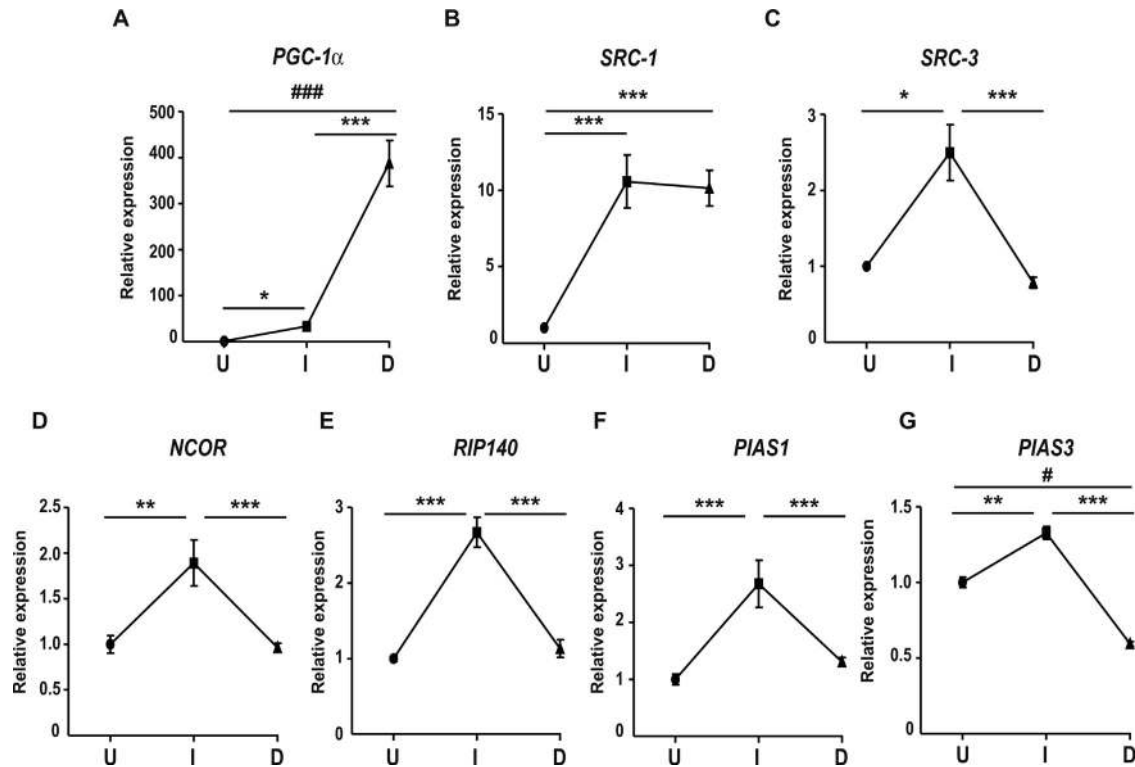 A
PGC-1α
###
***
*
Relative expression
500
400
300
200
100
0
U I D
B
SRC-1
***
***
Relative expression
15
10
5
0
U I D
C
SRC-3
* ***
Relative expression
3
2
1
0
U I D
D
NCOR
** ***
Relative expression
2.5
2.0
1.5
1.0
0.5
0
U I D
E
RIP140
*** ***
Relative expression
3
2
1
0
U I D
F
PIAS1
*** ***
Relative expression
4
3
2
1
0
U I D
G
PIAS3
#
** ***
Relative expression
1.5
1.0
0.5
0
U I D